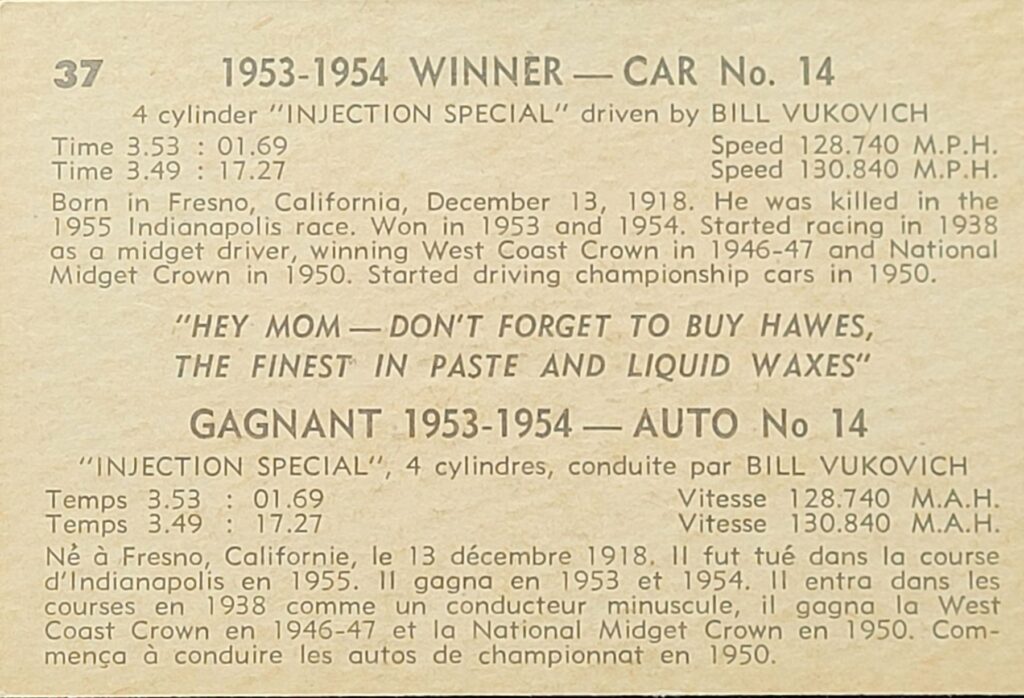 37 1953-1954 WINNER — CAR No. 14
4 cylinder "INJECTION SPECIAL" driven by BILL VUKOVICH
Time 3.53 : 01.69 Speed 128.740 M.P.H.
Time 3.49 : 17.27 Speed 130.840 M.P.H.
Born in Fresno, California, December 13, 1918. He was killed in the
1955 Indianapolis race. Won in 1953 and 1954. Started racing in 1938
as a midget driver, winning West Coast Crown in 1946-47 and National
Midget Crown in 1950. Started driving championship cars in 1950.
"HEY MOM — DON'T FORGET TO BUY HAWES,
THE FINEST IN PASTE AND LIQUID WAXES"
GAGNANT 1953-1954 — AUTO No 14
"INJECTION SPECIAL", 4 cylindres, conduite par BILL VUKOVICH
Temps 3.53 : 01.69 Vitesse 128.740 M.A.H.
Temps 3.49 : 17.27 Vitesse 130.840 M.A.H.
Né à Fresno, Californie, le 13 décembre 1918. Il fut tué dans la course
d'Indianapolis en 1955. Il gagna en 1953 et 1954. Il entra dans les
courses en 1938 comme un conducteur minuscule, il gagna la West
Coast Crown en 1946-47 et la National Midget Crown en 1950. Com-
mença à conduire les autos de championnat en 1950.